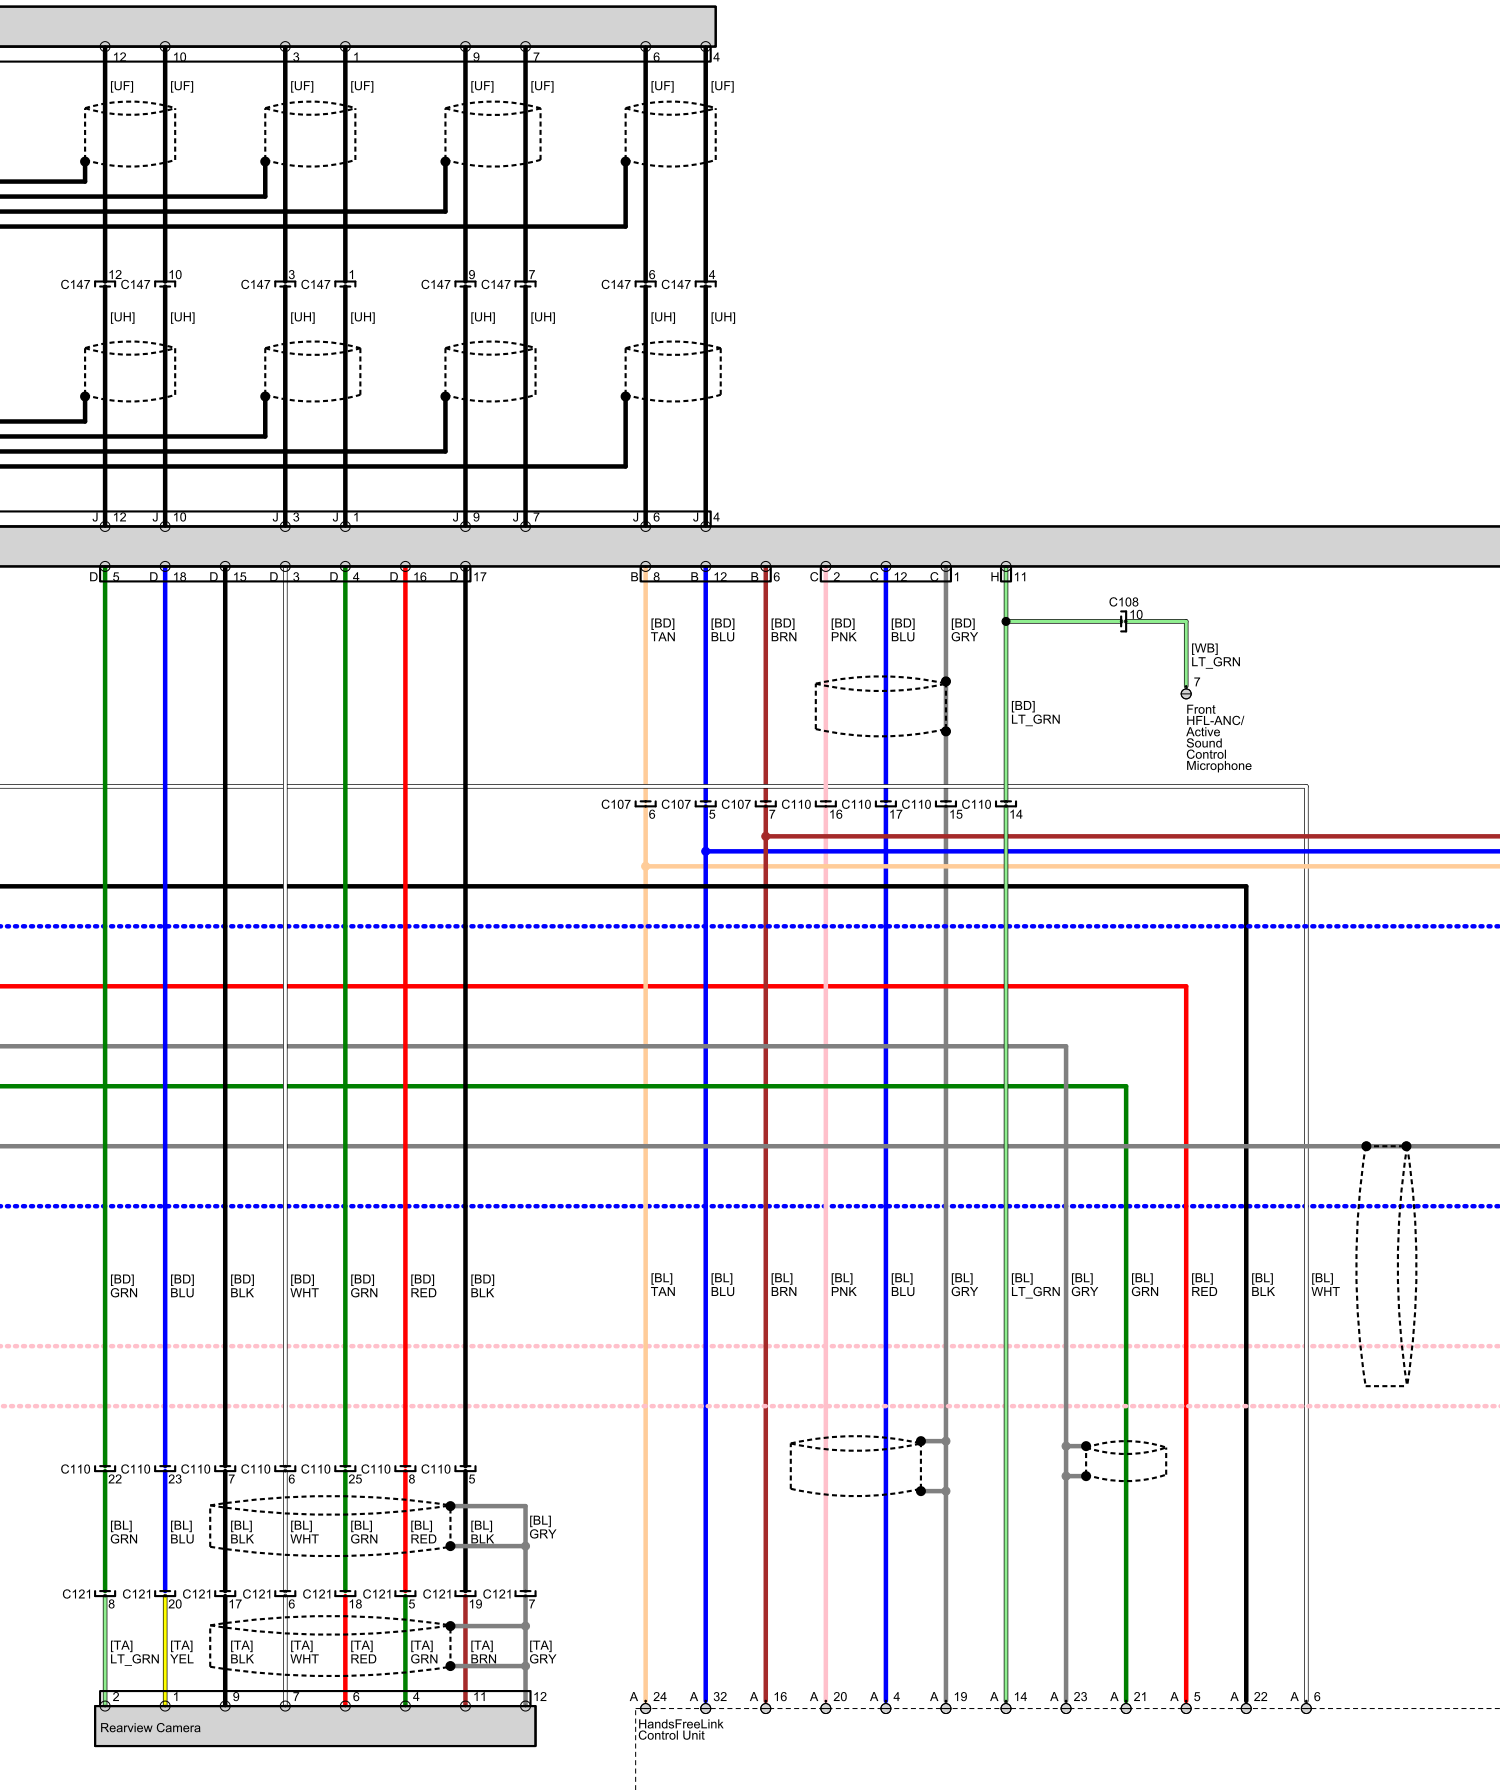 12 10 3 1 9 7 6 4
[UF] [UF] [UF] [UF] [UF] [UF] [UF] [UF]
12 10 3 1 9 7 6 4
C147 C147 C147 C147 C147 C147 C147 C147
[UH] [UH] [UH] [UH] [UH] [UH] [UH] [UH]
J 12 J 10 J 3 J 1 J 9 J 7 J 6 J 4
D 5 D 18 D 15 D 3 D 4 D 16 D 17 B 8 B 12 B 6 C 2 C 12 C 1 H 11
C108
10
[BD] [BD] [BD] [BD] [BD] [BD]
TAN BLU BRN PNK BLU GRY
[WB]
LT_GRN
7
[BD]
LT_GRN
Front
HFL-ANC/
Active
Sound
Control
Microphone
C107 C107 C107 C110 C110 C110 C110
6 5 7 16 17 15 14
[BD] [BD] [BD] [BD] [BD] [BD] [BD] [BL] [BL] [BL] [BL] [BL] [BL] [BL] [BL] [BL] [BL] [BL] [BL]
GRN BLU BLK WHT GRN RED BLK TAN BLU BRN PNK BLU GRY LT_GRN GRY GRN RED BLK WHT
C110 C110 C110 C110 C110 C110 C110
22 23 7 6 25 8 5
[BL] [BL] [BL] [BL] [BL] [BL] [BL] [BL]
GRN BLU BLK WHT GRN RED BLK GRY
C121 C121 C121 C121 C121 C121 C121 C121
8 20 17 6 18 5 19 7
[TA] [TA] [TA] [TA] [TA] [TA] [TA] [TA]
LT_GRN YEL BLK WHT RED GRN BRN GRY
2 1 9 7 6 4 11 12 A 24 A 32 A 16 A 20 A 4 A 19 A 14 A 23 A 21 A 5 A 22 A 6
Rearview Camera
HandsFreeLink
Control Unit